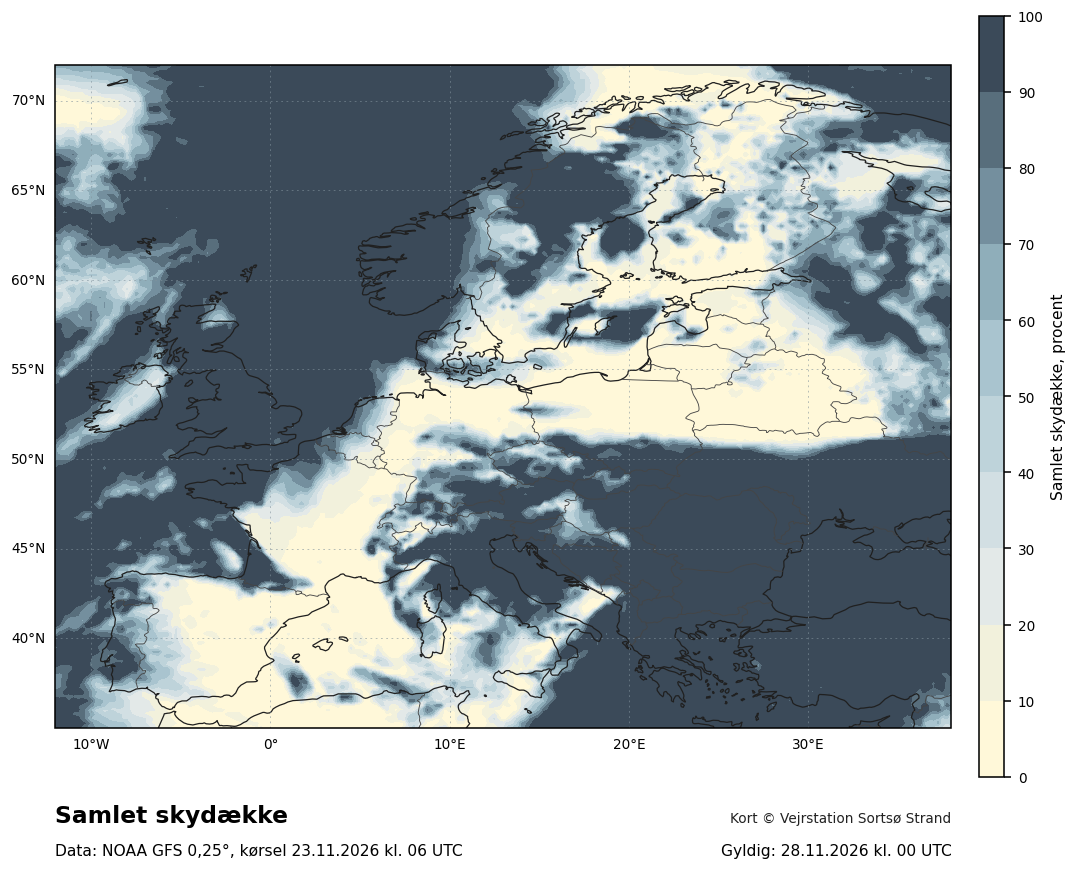 100
90
80
70
60
50
40
30
20
10
0
Samlet skydække, procent
70°N
65°N
60°N
55°N
50°N
45°N
40°N
10°W
0°
10°E
20°E
30°E
Samlet skydække
Kort © Vejrstation Sortsø Strand
Data: NOAA GFS 0,25°, kørsel 23.11.2026 kl. 06 UTC
Gyldig: 28.11.2026 kl. 00 UTC